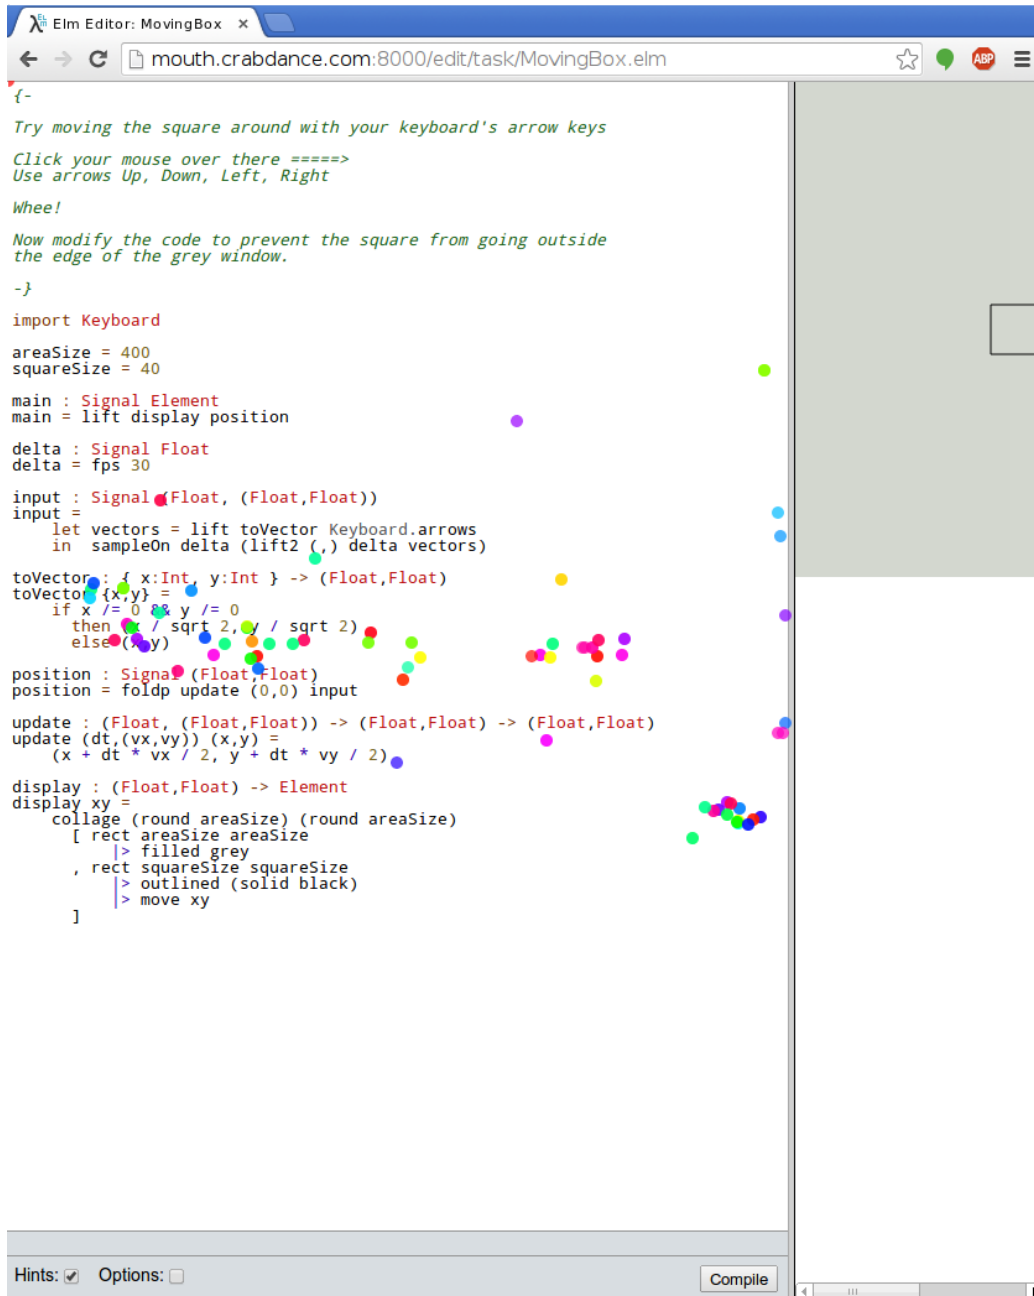 Elm Editor: MovingBox
mouth.crabdance.com:8000/edit/task/MovingBox.elm
ABP
{-
Try moving the square around with your keyboard's arrow keys
Click your mouse over there =====>
Use arrows Up, Down, Left, Right
Whee!
Now modify the code to prevent the square from going outside
the edge of the grey window.
-}
import Keyboard
areaSize = 400
squareSize = 40
main : Signal Element
main = lift display position
delta : Signal Float
delta = fps 30
input : Signal (Float, (Float,Float))
input =
    let vectors = lift toVector Keyboard.arrows
    in  sampleOn delta (lift2 (,) delta vectors)
toVector : { x:Int, y:Int } -> (Float,Float)
toVector {x,y} =
    if x /= 0 && y /= 0
      then (x / sqrt 2, y / sqrt 2)
      else (x,y)
position : Signal (Float,Float)
position = foldp update (0,0) input
update : (Float, (Float,Float)) -> (Float,Float) -> (Float,Float)
update (dt,(vx,vy)) (x,y) =
    (x + dt * vx / 2, y + dt * vy / 2)
display : (Float,Float) -> Element
display xy =
    collage (round areaSize) (round areaSize)
      [ rect areaSize areaSize
          |> filled grey
      , rect squareSize squareSize
          |> outlined (solid black)
          |> move xy
      ]
Hints: Options: Compile